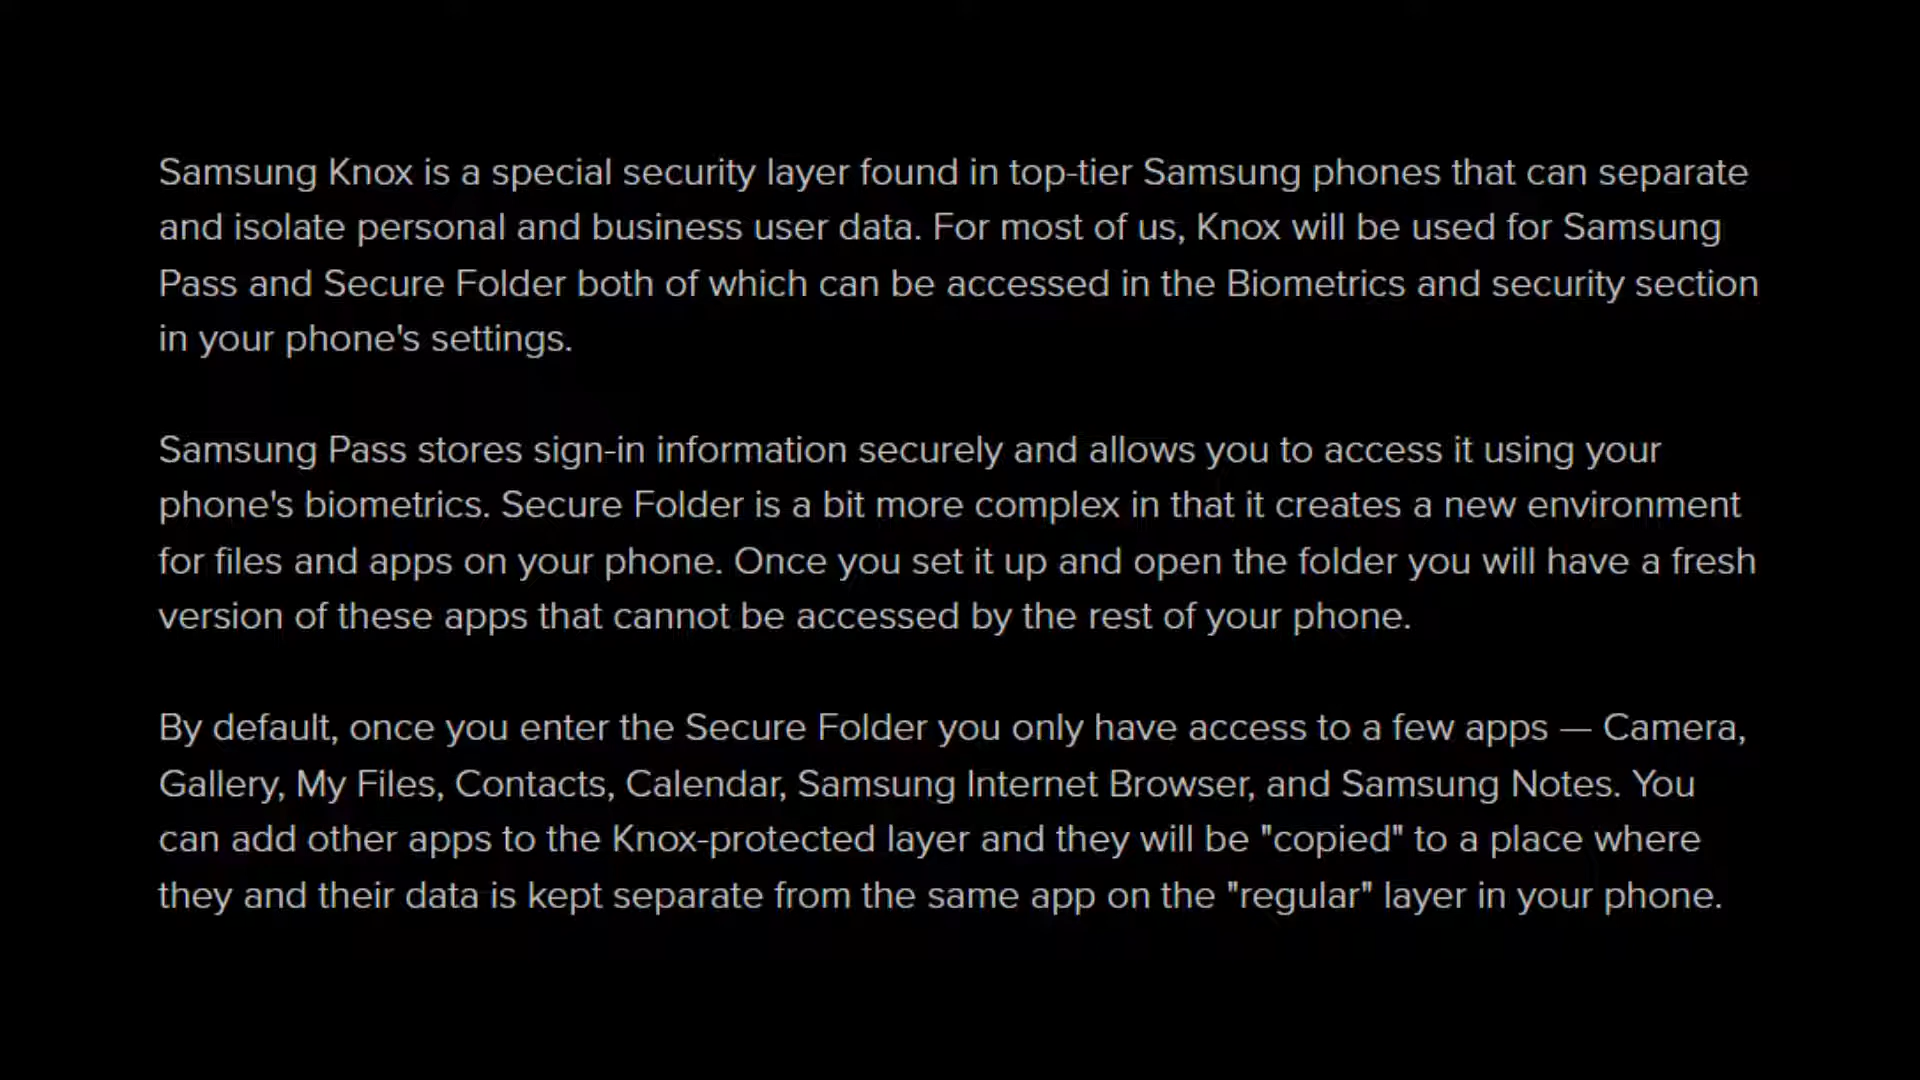 Samsung Knox is a special security layer found in top-tier Samsung phones that can separate
and isolate personal and business user data. For most of us, Knox will be used for Samsung
Pass and Secure Folder both of which can be accessed in the Biometrics and security section
in your phone's settings.
Samsung Pass stores sign-in information securely and allows you to access it using your
phone's biometrics. Secure Folder is a bit more complex in that it creates a new environment
for files and apps on your phone. Once you set it up and open the folder you will have a fresh
version of these apps that cannot be accessed by the rest of your phone.
By default, once you enter the Secure Folder you only have access to a few apps — Camera,
Gallery, My Files, Contacts, Calendar, Samsung Internet Browser, and Samsung Notes. You
can add other apps to the Knox-protected layer and they will be "copied" to a place where
they and their data is kept separate from the same app on the "regular" layer in your phone.